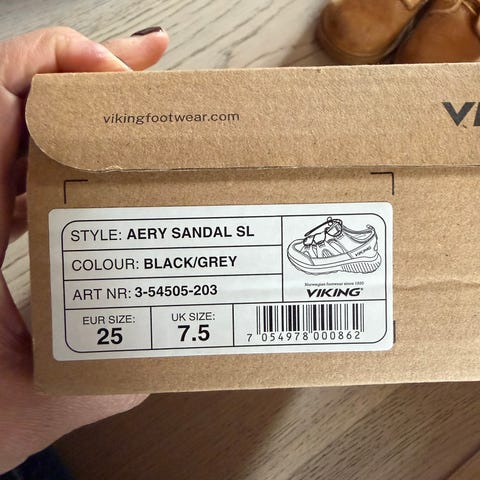 vikingfootwear.com
STYLE: AERY SANDAL SL
COLOUR: BLACK/GREY
ART NR: 3-54505-203
Norwegian footwear since 1920
VIKING
EUR SIZE:
25
UK SIZE:
7.5
7 054978 000862